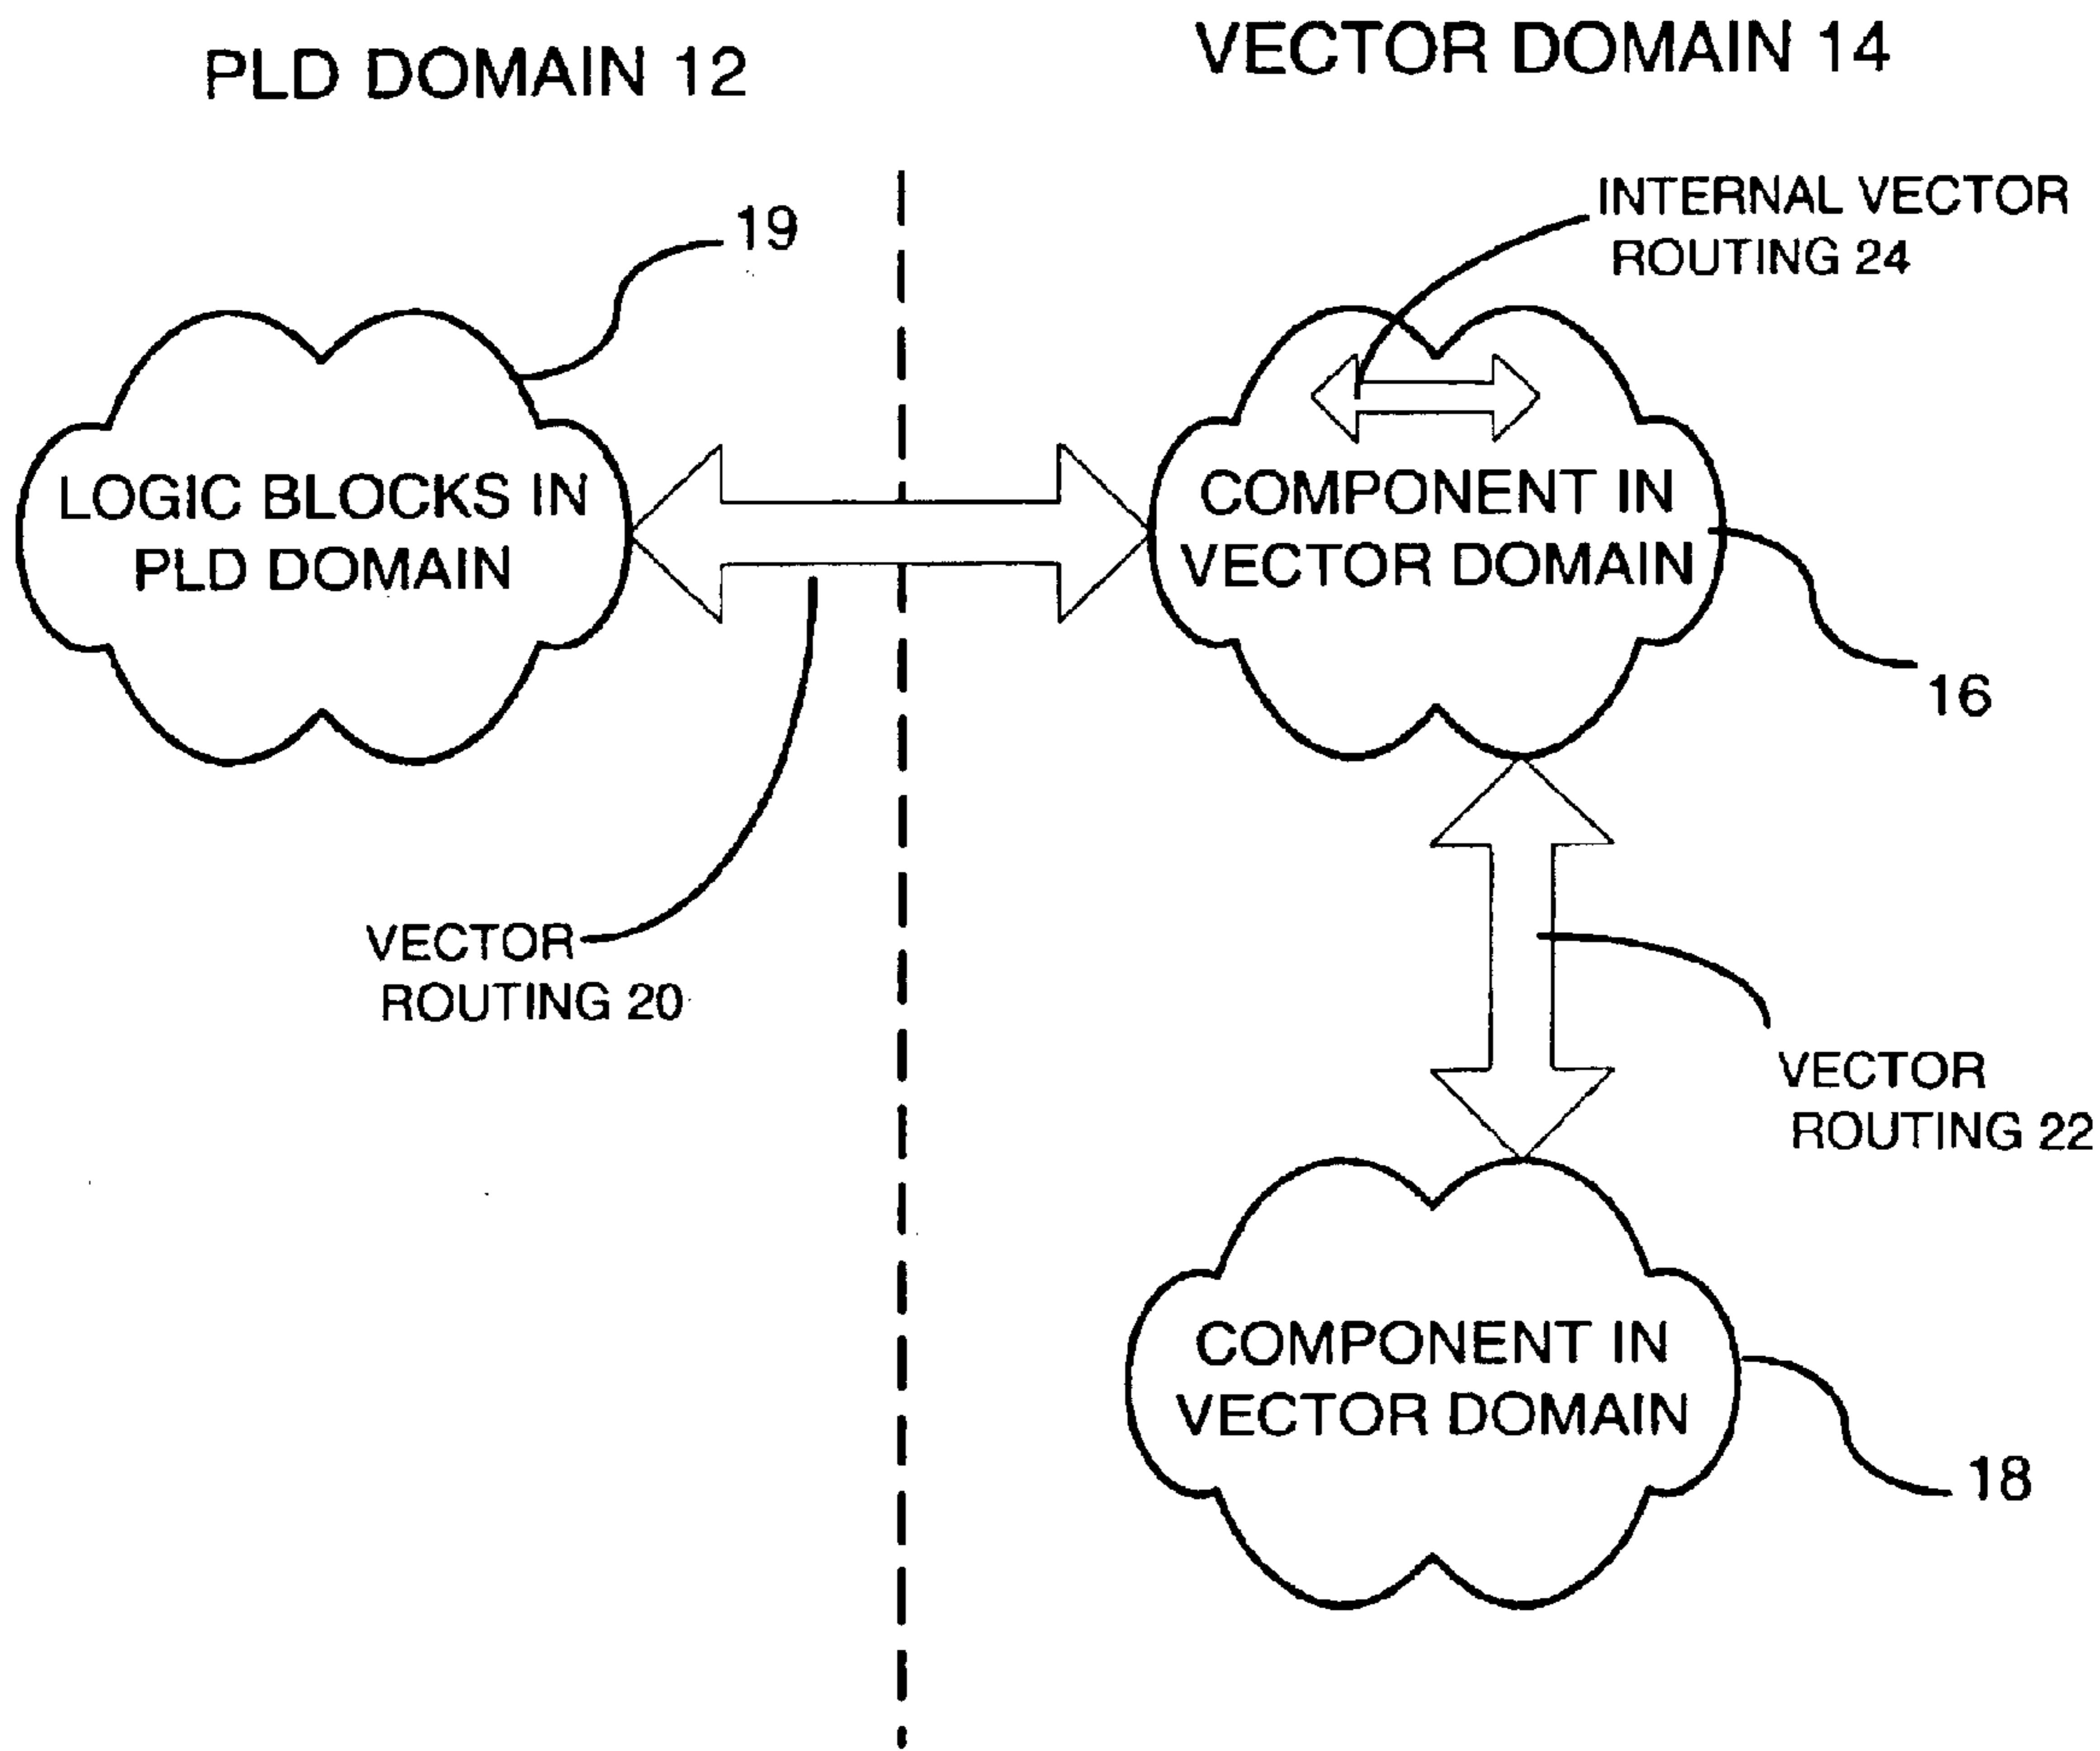 PLD DOMAIN 12
VECTOR DOMAIN 14
19
INTERNAL VECTOR
ROUTING 24
LOGIC BLOCKS IN
PLD DOMAIN
COMPONENT IN
VECTOR DOMAIN
16
VECTOR
ROUTING 20
VECTOR
ROUTING 22
COMPONENT IN
VECTOR DOMAIN
18